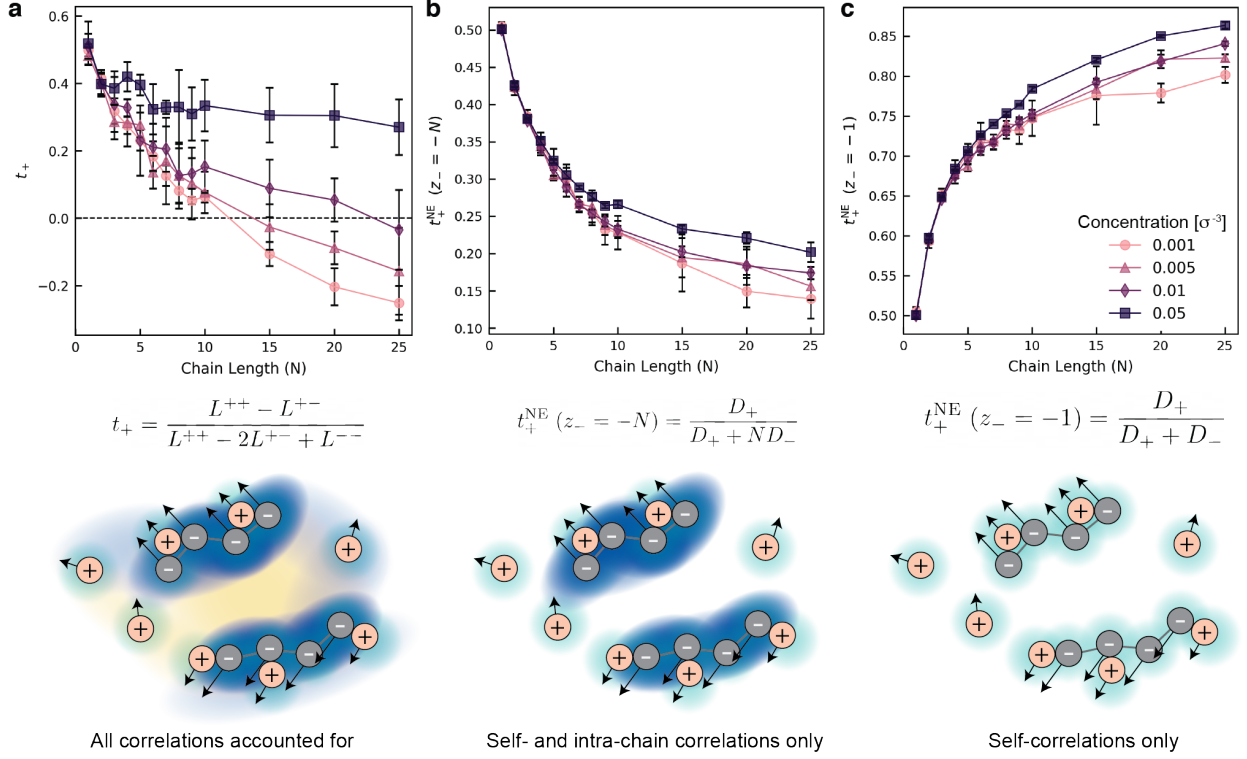 a
0.6
0.4
0.2
0.0
−0.2
t₊
0
5
10
15
20
25
Chain Length (N)
b
0.50
0.45
0.40
0.35
0.30
0.25
0.20
0.15
0.10
t₊ᴺᴱ (z₋ = −N)
0
5
10
15
20
25
Chain Length (N)
c
0.85
0.80
0.75
0.70
0.65
0.60
0.55
0.50
t₊ᴺᴱ (z₋ = −1)
Concentration [σ⁻³]
0.001
0.005
0.01
0.05
0
5
10
15
20
25
Chain Length (N)
t₊ = (L⁺⁺ − L⁺⁻) / (L⁺⁺ − 2L⁺⁻ + L⁻⁻)
t₊ᴺᴱ (z₋ = −N) = D₊ / (D₊ + ND₋)
t₊ᴺᴱ (z₋ = −1) = D₊ / (D₊ + D₋)
All correlations accounted for
Self- and intra-chain correlations only
Self-correlations only